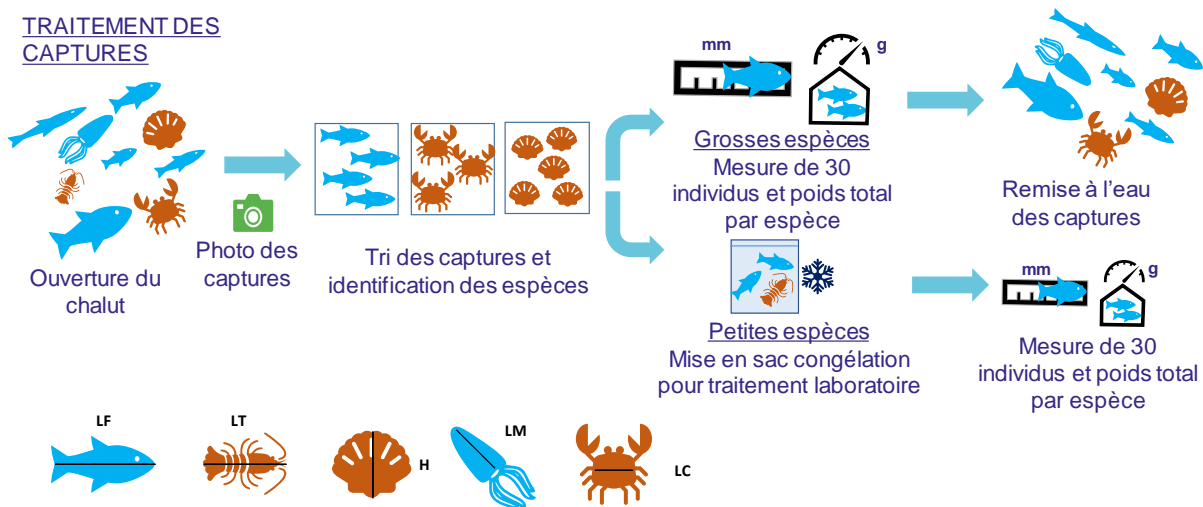 TRAITEMENT DES
CAPTURES
Ouverture du
chalut
Photo des
captures
Tri des captures et
identification des espèces
mm
g
Grosses espèces
Mesure de 30
individus et poids total
par espèce
Remise à l’eau
des captures
Petites espèces
Mise en sac congélation
pour traitement laboratoire
mm
g
Mesure de 30
individus et poids total
par espèce
LF
LT
H
LM
LC